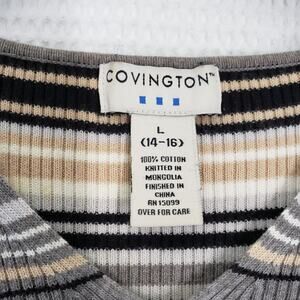 COVINGTON™
L
(14-16)
100% COTTON
KNITTED IN
MONGOLIA
FINISHED IN
CHINA
RN 15099
OVER FOR CARE